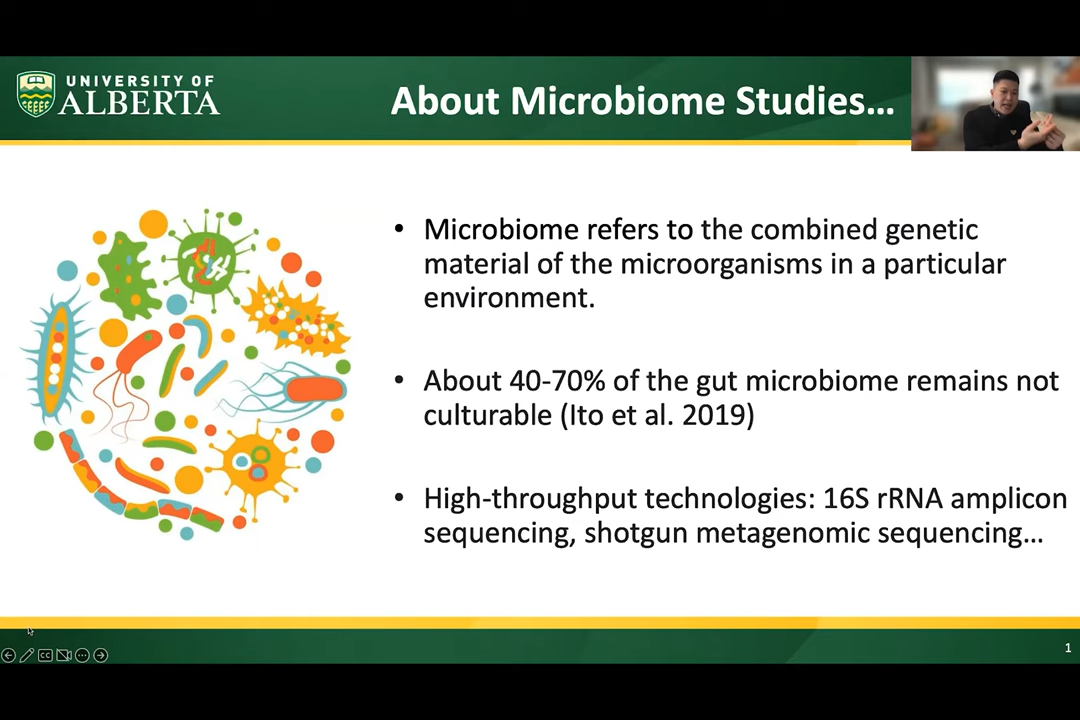 UNIVERSITY OF
ALBERTA
About Microbiome Studies...
• Microbiome refers to the combined genetic
material of the microorganisms in a particular
environment.
• About 40-70% of the gut microbiome remains not
culturable (Ito et al. 2019)
• High-throughput technologies: 16S rRNA amplicon
sequencing, shotgun metagenomic sequencing...
CC
1